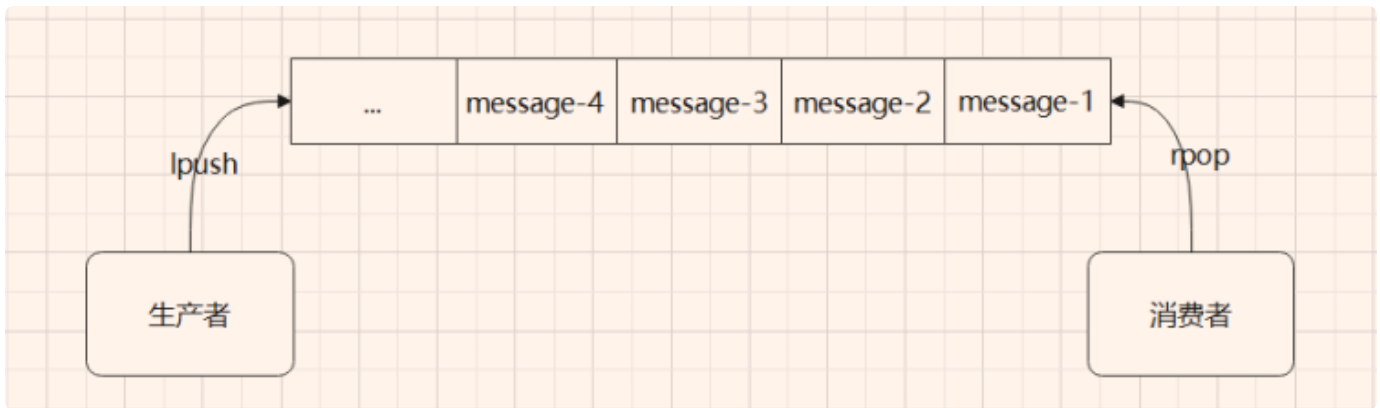 ... message-4 message-3 message-2 message-1
lpush
rpop
生产者
消费者